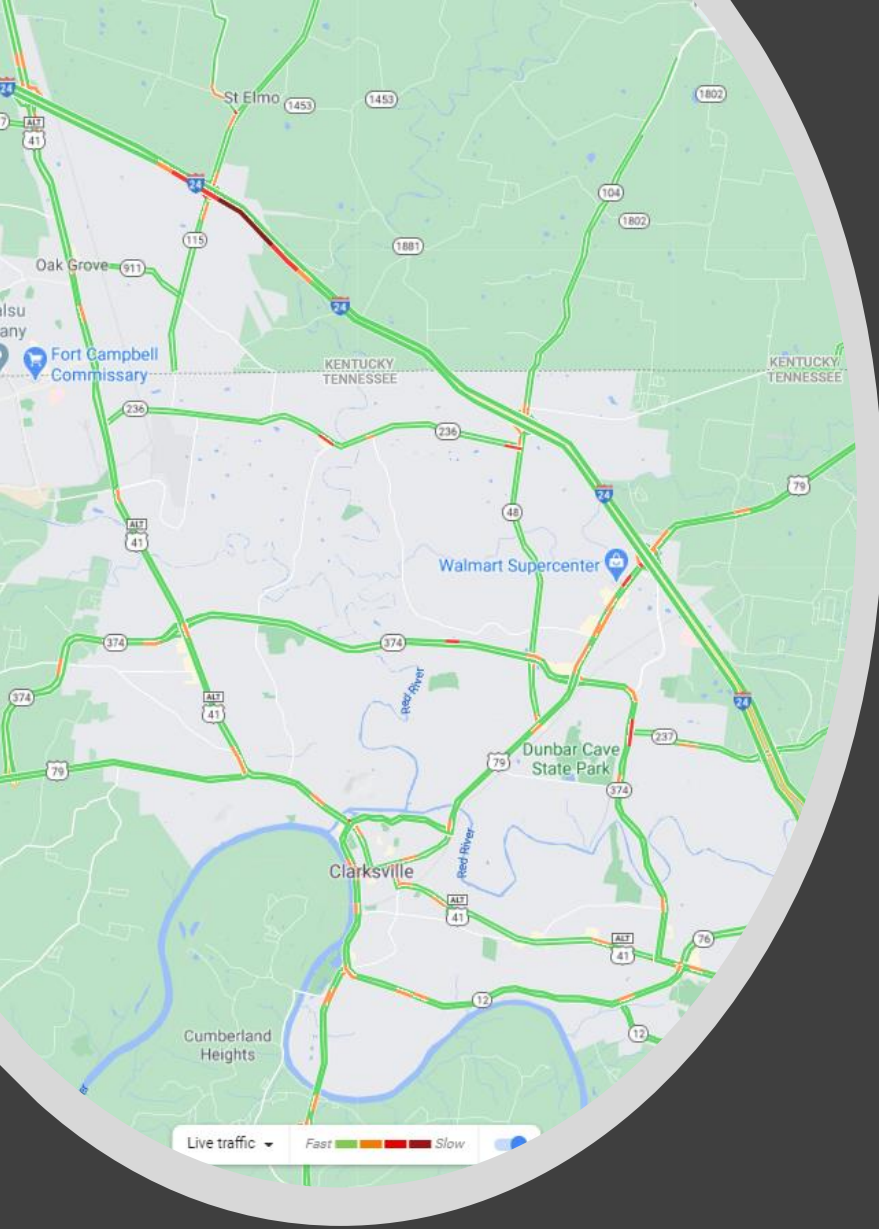 1802
24
St Elmo
1453
1453
7
ALT
41
24
104
1802
115
1881
Oak Grove
911
24
KENTUCKY
TENNESSEE
KENTUCKY
TENNESSEE
Fort Campbell
Commissary
236
236
24
79
48
ALT
41
Walmart Supercenter
374
374
374
Red River
ALT
41
24
237
Dunbar Cave
State Park
79
79
374
Red River
Clarksville
ALT
41
ALT
41
76
12
12
Cumberland
Heights
Live traffic
Fast
Slow